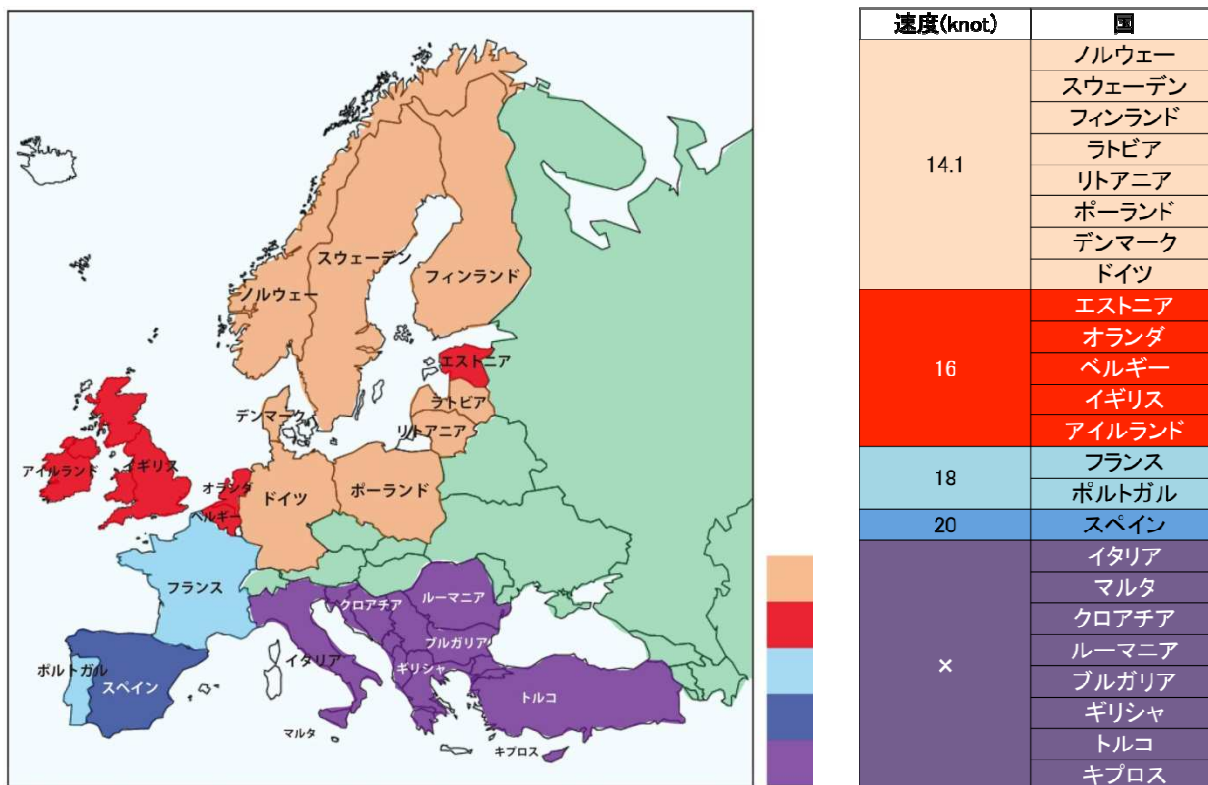 スウェーデン
フィンランド
ノルウェー
エストニア
ラトビア
デンマーク
リトアニア
アイルランド
イギリス
オランダ
ドイツ
ポーランド
ベルギー
フランス
クロアチア
ルーマニア
ブルガリア
イタリア
ギリシャ
ポルトガル
スペイン
トルコ
マルタ
キプロス
速度(knot) 国
14.1
ノルウェー
スウェーデン
フィンランド
ラトビア
リトアニア
ポーランド
デンマーク
ドイツ
16
エストニア
オランダ
ベルギー
イギリス
アイルランド
18
フランス
ポルトガル
20 スペイン
×
イタリア
マルタ
クロアチア
ルーマニア
ブルガリア
ギリシャ
トルコ
キプロス